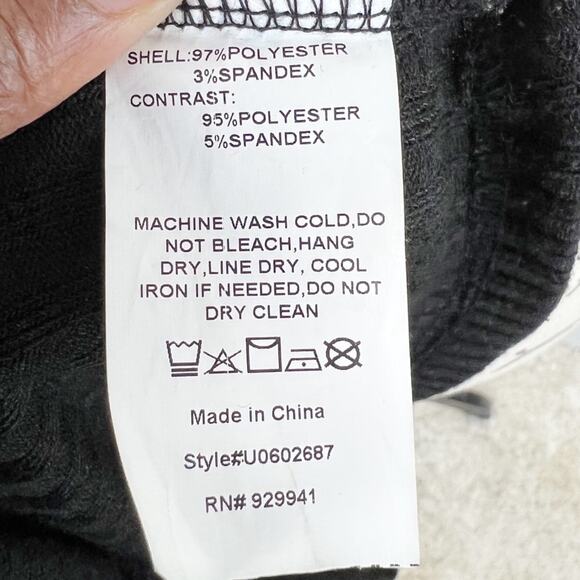 SHELL:97%POLYESTER
3%SPANDEX
CONTRAST:
95%POLYESTER
5%SPANDEX
MACHINE WASH COLD,DO
NOT BLEACH,HANG
DRY,LINE DRY, COOL
IRON IF NEEDED,DO NOT
DRY CLEAN
Made in China
Style#U0602687
RN# 929941